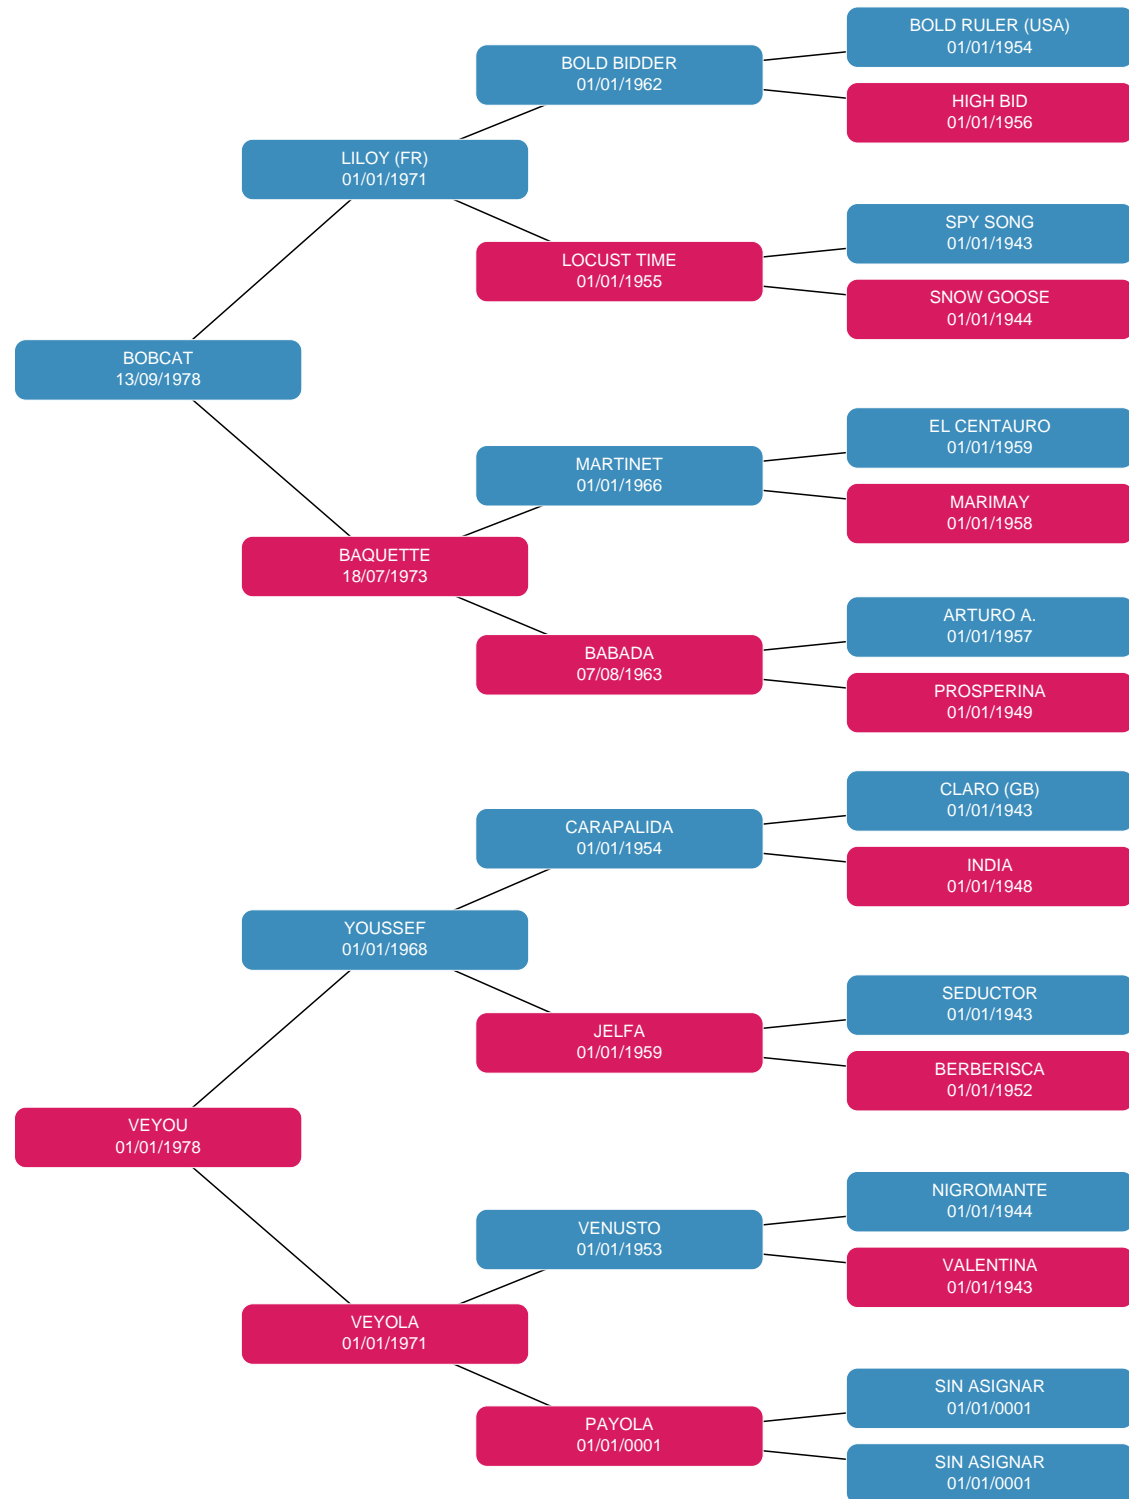 BOLD RULER (USA)
01/01/1954
BOLD BIDDER
01/01/1962
HIGH BID
01/01/1956
LILOY (FR)
01/01/1971
SPY SONG
01/01/1943
LOCUST TIME
01/01/1955
SNOW GOOSE
01/01/1944
BOBCAT
13/09/1978
EL CENTAURO
01/01/1959
MARTINET
01/01/1966
MARIMAY
01/01/1958
BAQUETTE
18/07/1973
ARTURO A.
01/01/1957
BABADA
07/08/1963
PROSPERINA
01/01/1949
CLARO (GB)
01/01/1943
CARAPALIDA
01/01/1954
INDIA
01/01/1948
YOUSSEF
01/01/1968
SEDUCTOR
01/01/1943
JELFA
01/01/1959
BERBERISCA
01/01/1952
VEYOU
01/01/1978
NIGROMANTE
01/01/1944
VENUSTO
01/01/1953
VALENTINA
01/01/1943
VEYOLA
01/01/1971
SIN ASIGNAR
01/01/0001
PAYOLA
01/01/0001
SIN ASIGNAR
01/01/0001